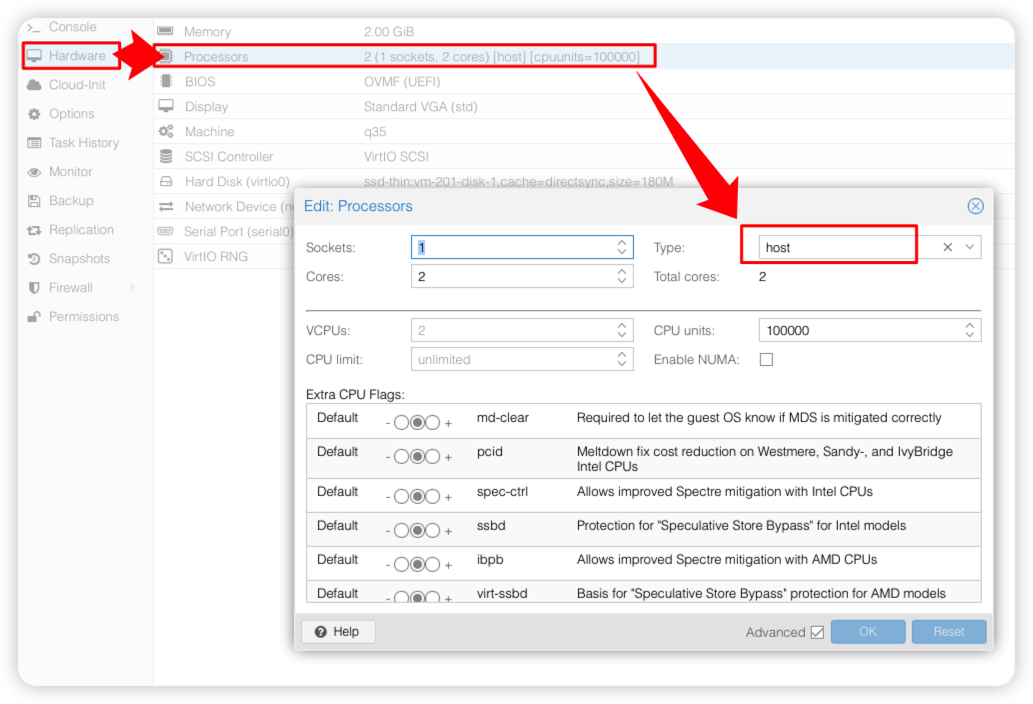 Console
Hardware
Cloud-Init
Options
Task History
Monitor
Backup
Replication
Snapshots
Firewall
Permissions
Memory 2.00 GiB
Processors 2 (1 sockets, 2 cores) [host] [cpuunits=100000]
BIOS OVMF (UEFI)
Display Standard VGA (std)
Machine q35
SCSI Controller VirtIO SCSI
Hard Disk (virtio0) ssd-thin:vm-201-disk-1,cache=directsync,size=180M
Network Device (n
Serial Port (serial0)
VirtIO RNG
Edit: Processors
Sockets: 1 Type: host
Cores: 2 Total cores: 2
VCPUs: 2 CPU units: 100000
CPU limit: unlimited Enable NUMA:
Extra CPU Flags:
Default - + md-clear Required to let the guest OS know if MDS is mitigated correctly
Default - + pcid Meltdown fix cost reduction on Westmere, Sandy-, and IvyBridge
Intel CPUs
Default - + spec-ctrl Allows improved Spectre mitigation with Intel CPUs
Default - + ssbd Protection for "Speculative Store Bypass" for Intel models
Default - + ibpb Allows improved Spectre mitigation with AMD CPUs
Default - + virt-ssbd Basis for "Speculative Store Bypass" protection for AMD models
Help Advanced OK Reset